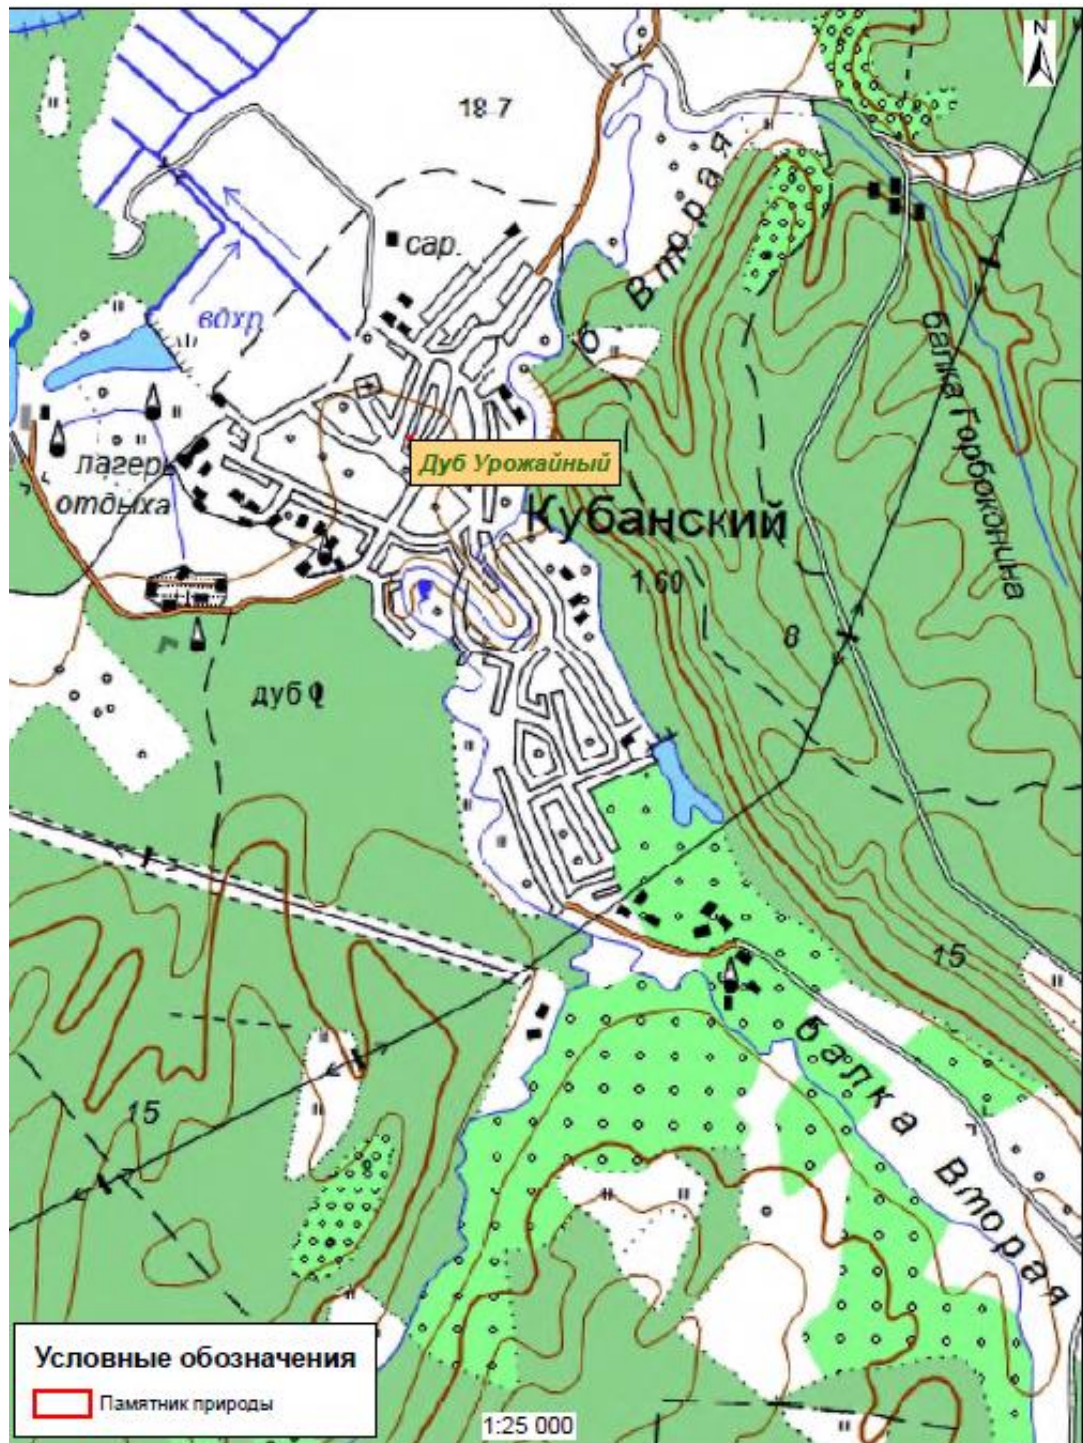 N
18 7
сар.
б Вторая
вдхр
балка Горбоконина
Дуб Урожайный
лагерь
отдыха
Кубанский
1.60
8
дуб
15
15
балка Вторая
Условные обозначения
Памятник природы
1:25 000